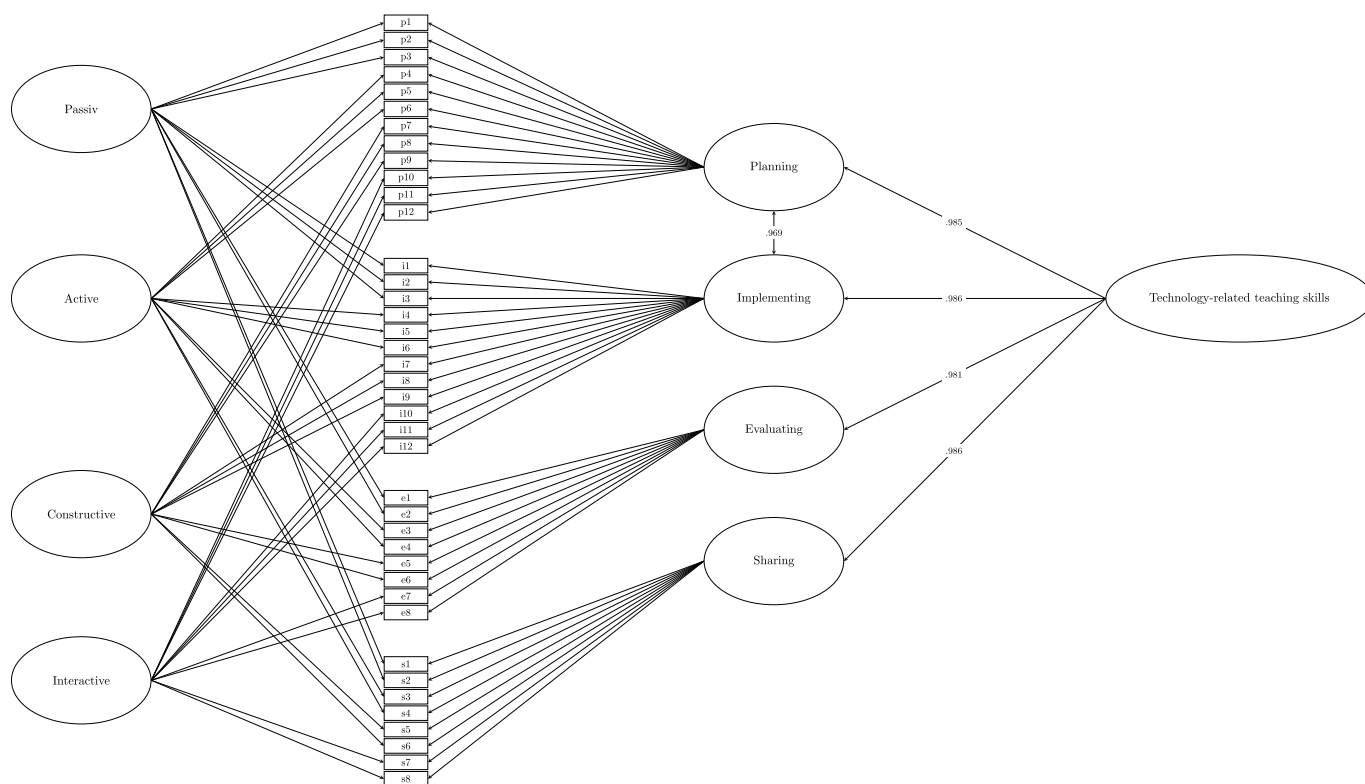 Passiv
Active
Constructive
Interactive
p1
p2
p3
p4
p5
p6
p7
p8
p9
p10
p11
p12
i1
i2
i3
i4
i5
i6
i7
i8
i9
i10
i11
i12
e1
e2
e3
e4
e5
e6
e7
e8
s1
s2
s3
s4
s5
s6
s7
s8
Planning
.969
Implementing
Evaluating
Sharing
.985
.986
.981
.986
Technology-related teaching skills